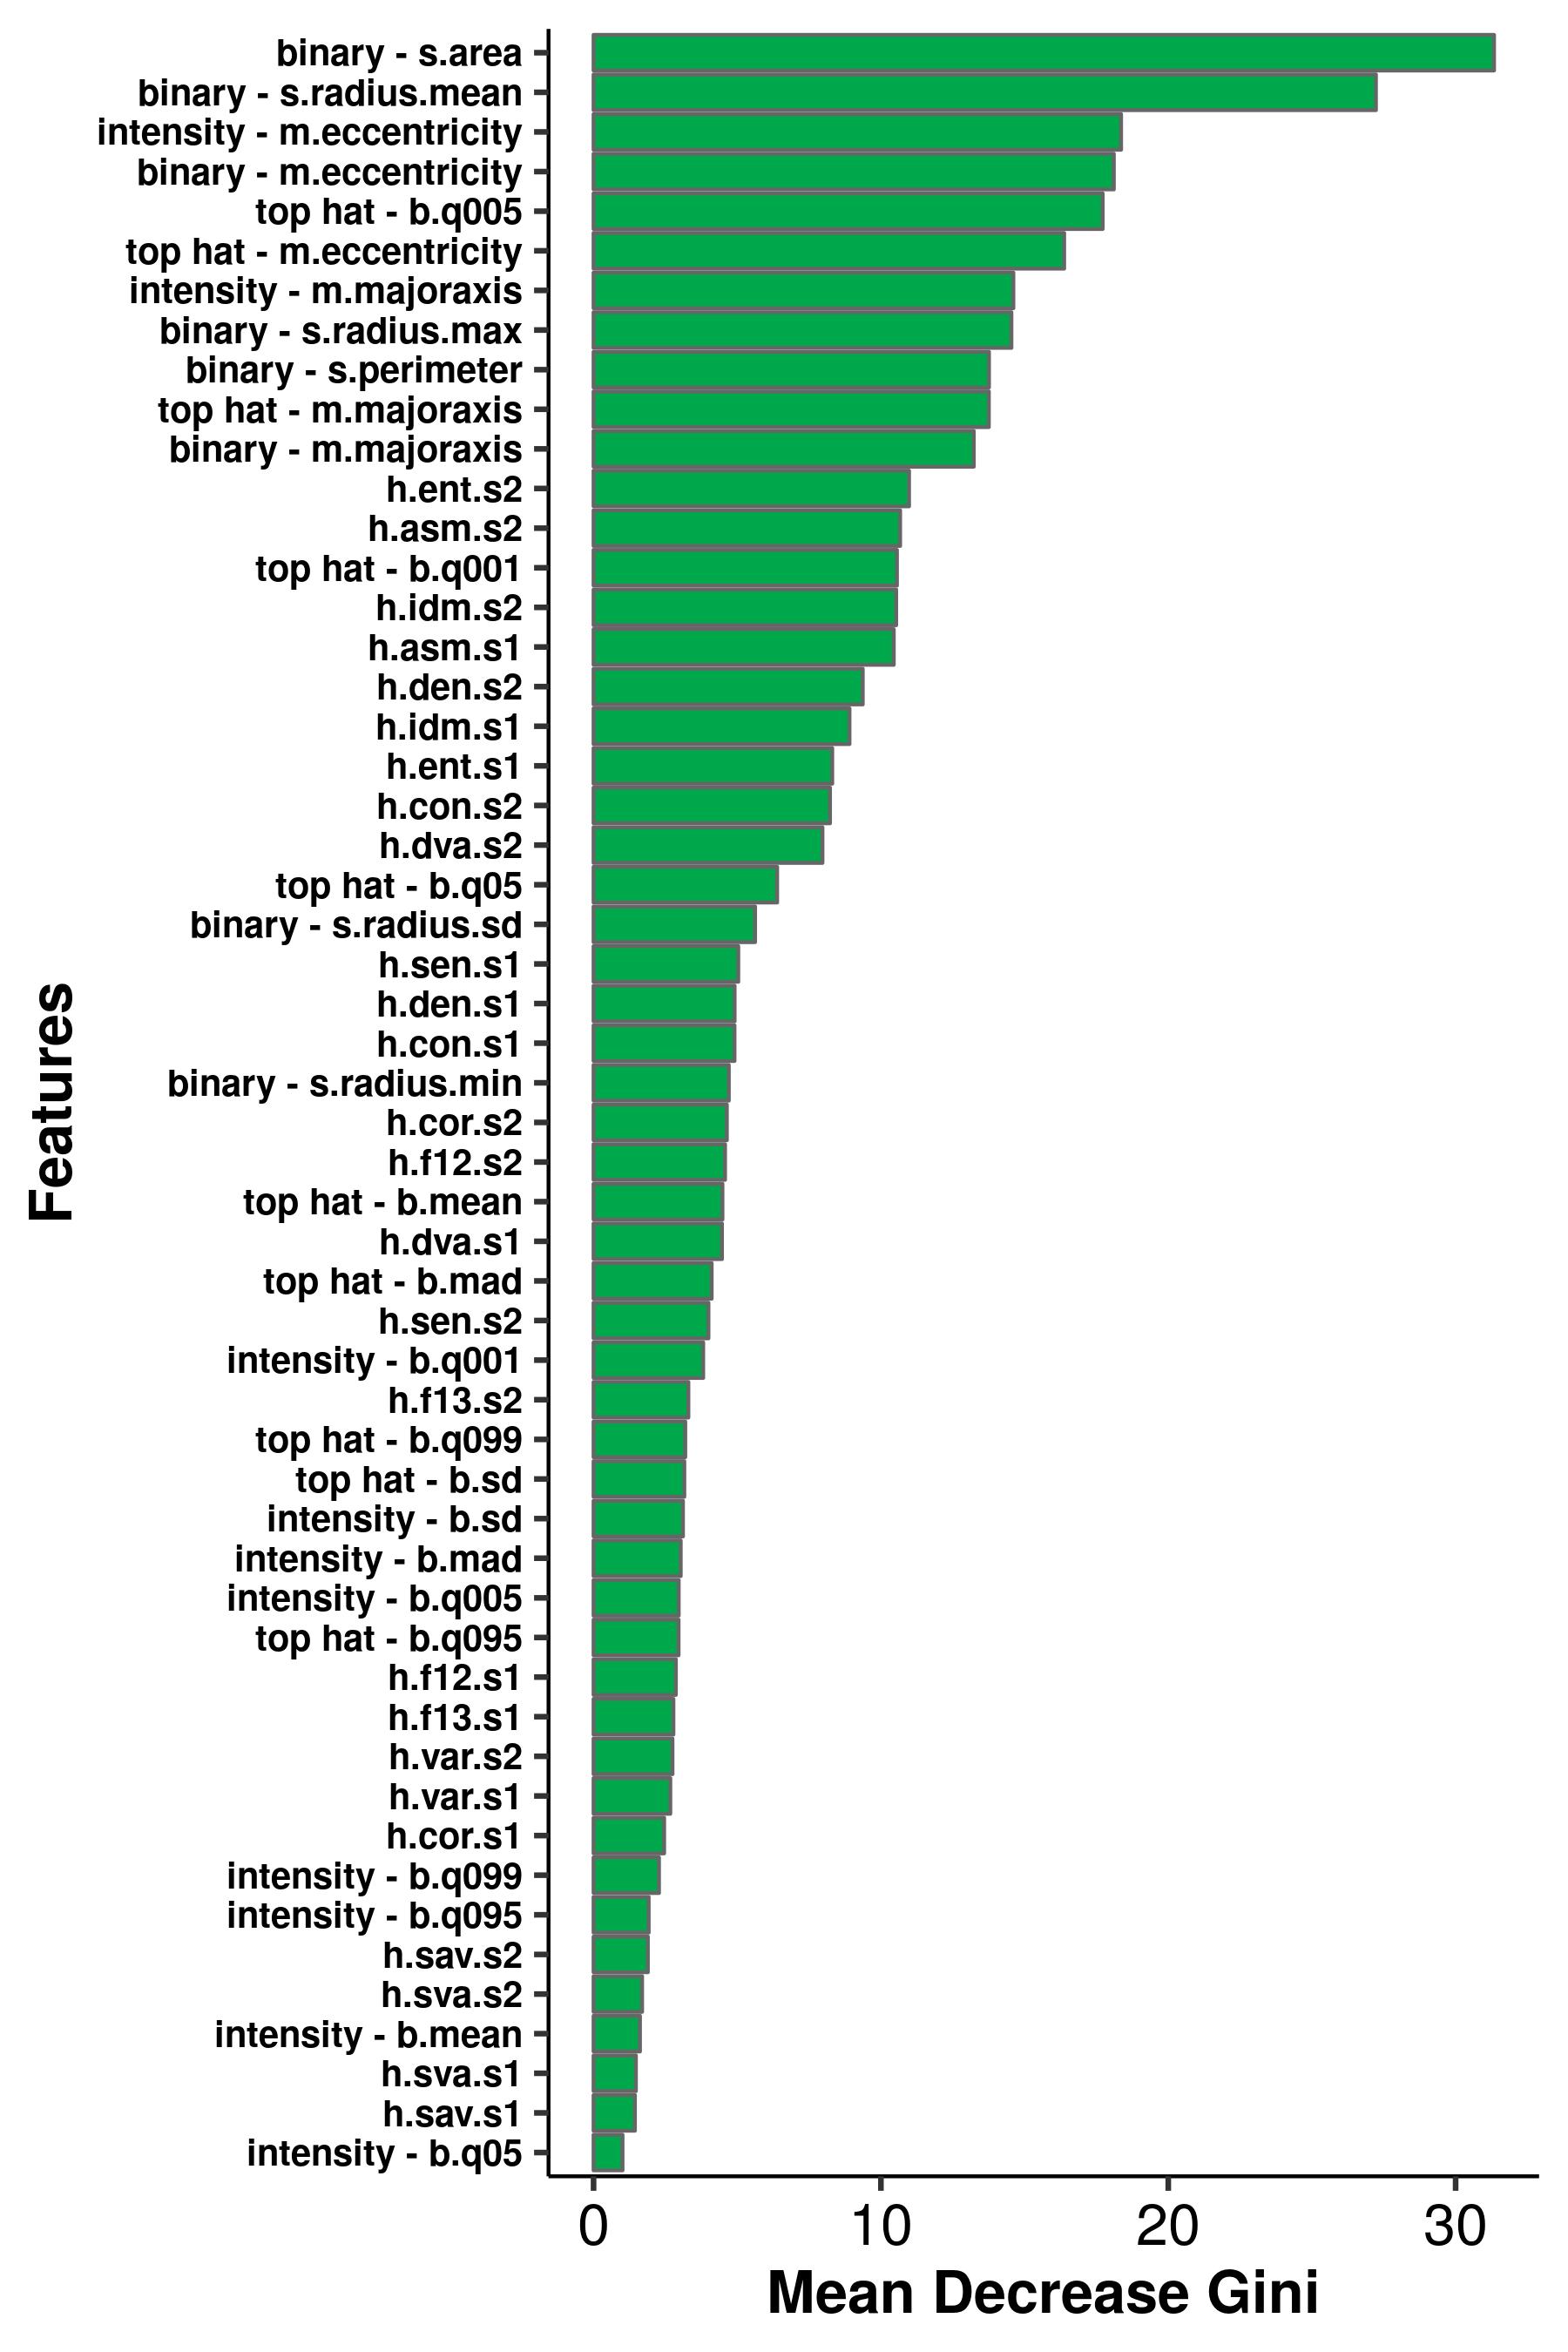 binary - s.area
binary - s.radius.mean
intensity - m.eccentricity
binary - m.eccentricity
top hat - b.q005
top hat - m.eccentricity
intensity - m.majoraxis
binary - s.radius.max
binary - s.perimeter
top hat - m.majoraxis
binary - m.majoraxis
h.ent.s2
h.asm.s2
top hat - b.q001
h.idm.s2
h.asm.s1
h.den.s2
h.idm.s1
h.ent.s1
h.con.s2
h.dva.s2
top hat - b.q05
binary - s.radius.sd
h.sen.s1
h.den.s1
h.con.s1
binary - s.radius.min
h.cor.s2
h.f12.s2
top hat - b.mean
h.dva.s1
top hat - b.mad
h.sen.s2
intensity - b.q001
h.f13.s2
top hat - b.q099
top hat - b.sd
intensity - b.sd
intensity - b.mad
intensity - b.q005
top hat - b.q095
h.f12.s1
h.f13.s1
h.var.s2
h.var.s1
h.cor.s1
intensity - b.q099
intensity - b.q095
h.sav.s2
h.sva.s2
intensity - b.mean
h.sva.s1
h.sav.s1
intensity - b.q05
Features
0 10 20 30
Mean Decrease Gini